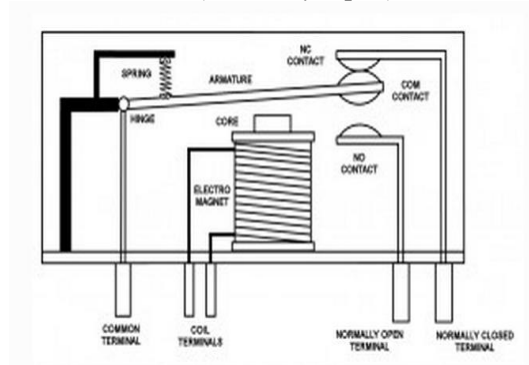 NC
CONTACT
SPRING
ARMATURE
COM
CONTACT
HINGE
CORE
NO
CONTACT
ELECTRO
MAGNET
COMMON
TERMINAL
COIL
TERMINALS
NORMALLY OPEN
TERMINAL
NORMALLY CLOSED
TERMINAL